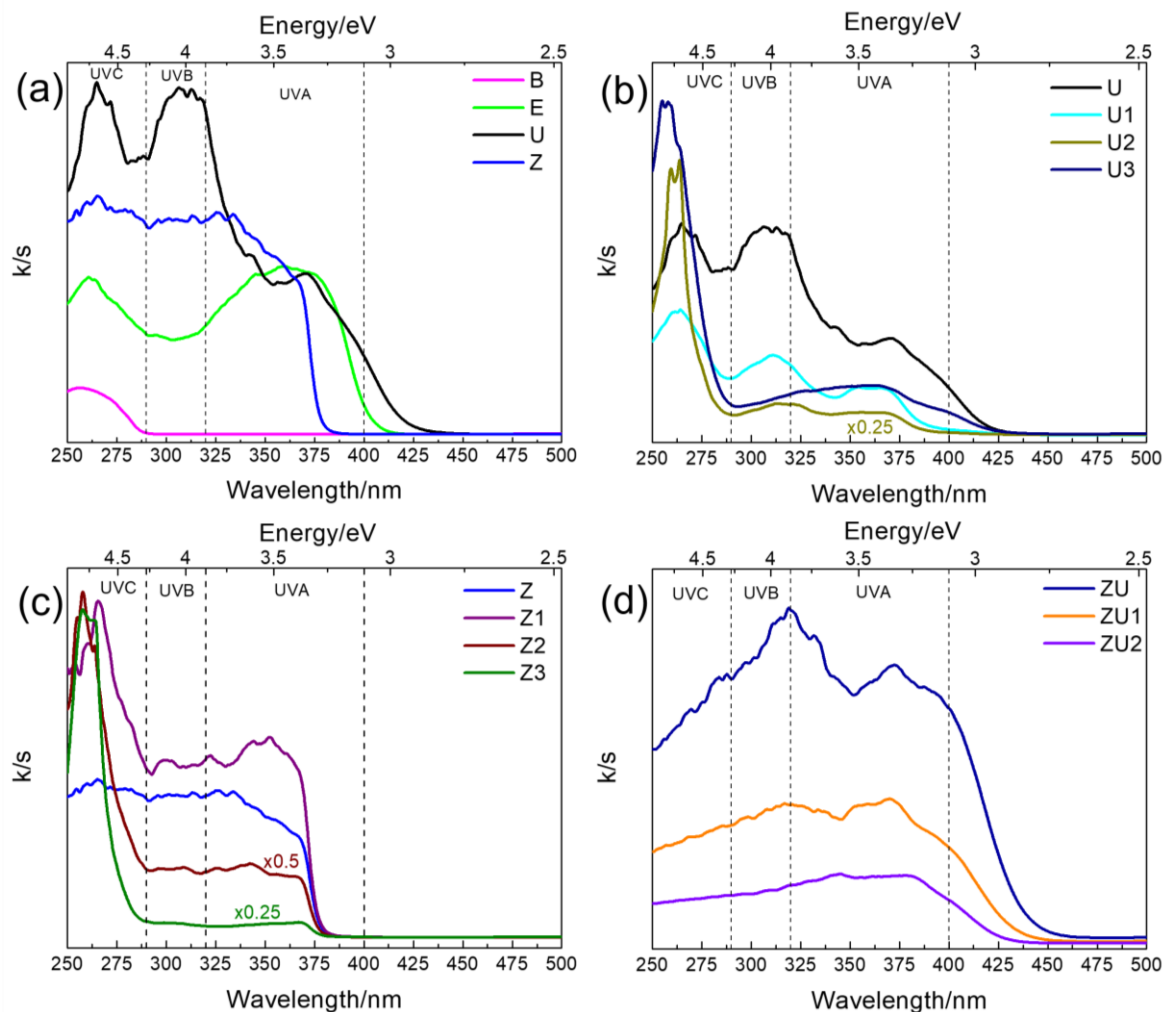 Energy/eV
4.5 4 3.5 3 2.5
(a)
UVC UVB UVA
B
E
U
Z
k/s
250 275 300 325 350 375 400 425 450 475 500
Wavelength/nm
Energy/eV
4.5 4 3.5 3 2.5
(b)
UVC UVB UVA
U
U1
U2
U3
x0.25
k/s
250 275 300 325 350 375 400 425 450 475 500
Wavelength/nm
Energy/eV
4.5 4 3.5 3 2.5
(c)
UVC UVB UVA
Z
Z1
Z2
Z3
x0.5
x0.25
k/s
250 275 300 325 350 375 400 425 450 475 500
Wavelength/nm
Energy/eV
4.5 4 3.5 3 2.5
(d)
UVC UVB UVA
ZU
ZU1
ZU2
k/s
250 275 300 325 350 375 400 425 450 475 500
Wavelength/nm